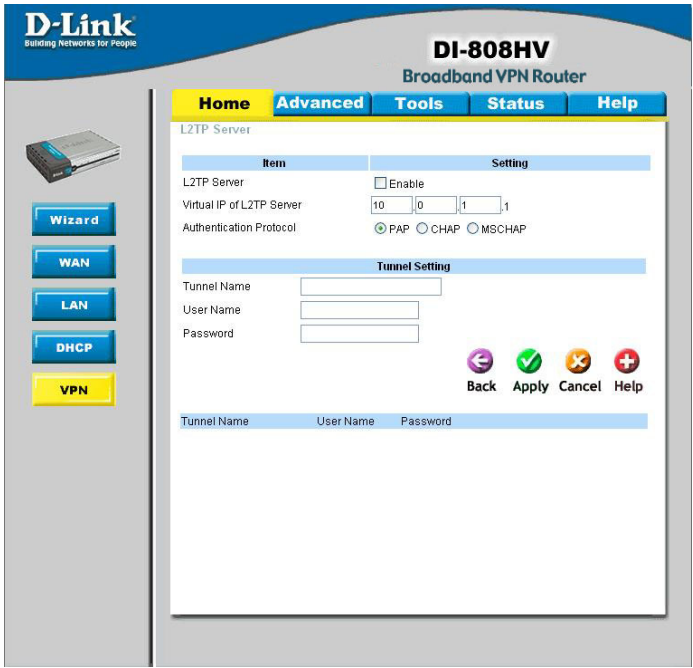 D-Link
Building Networks for People
DI-808HV
Broadband VPN Router
Home Advanced Tools Status Help
L2TP Server
Item Setting
L2TP Server Enable
Virtual IP of L2TP Server 10 .0 .1 .1
Authentication Protocol PAP CHAP MSCHAP
Tunnel Setting
Tunnel Name
User Name
Password
Back Apply Cancel Help
Tunnel Name User Name Password
Wizard
WAN
LAN
DHCP
VPN